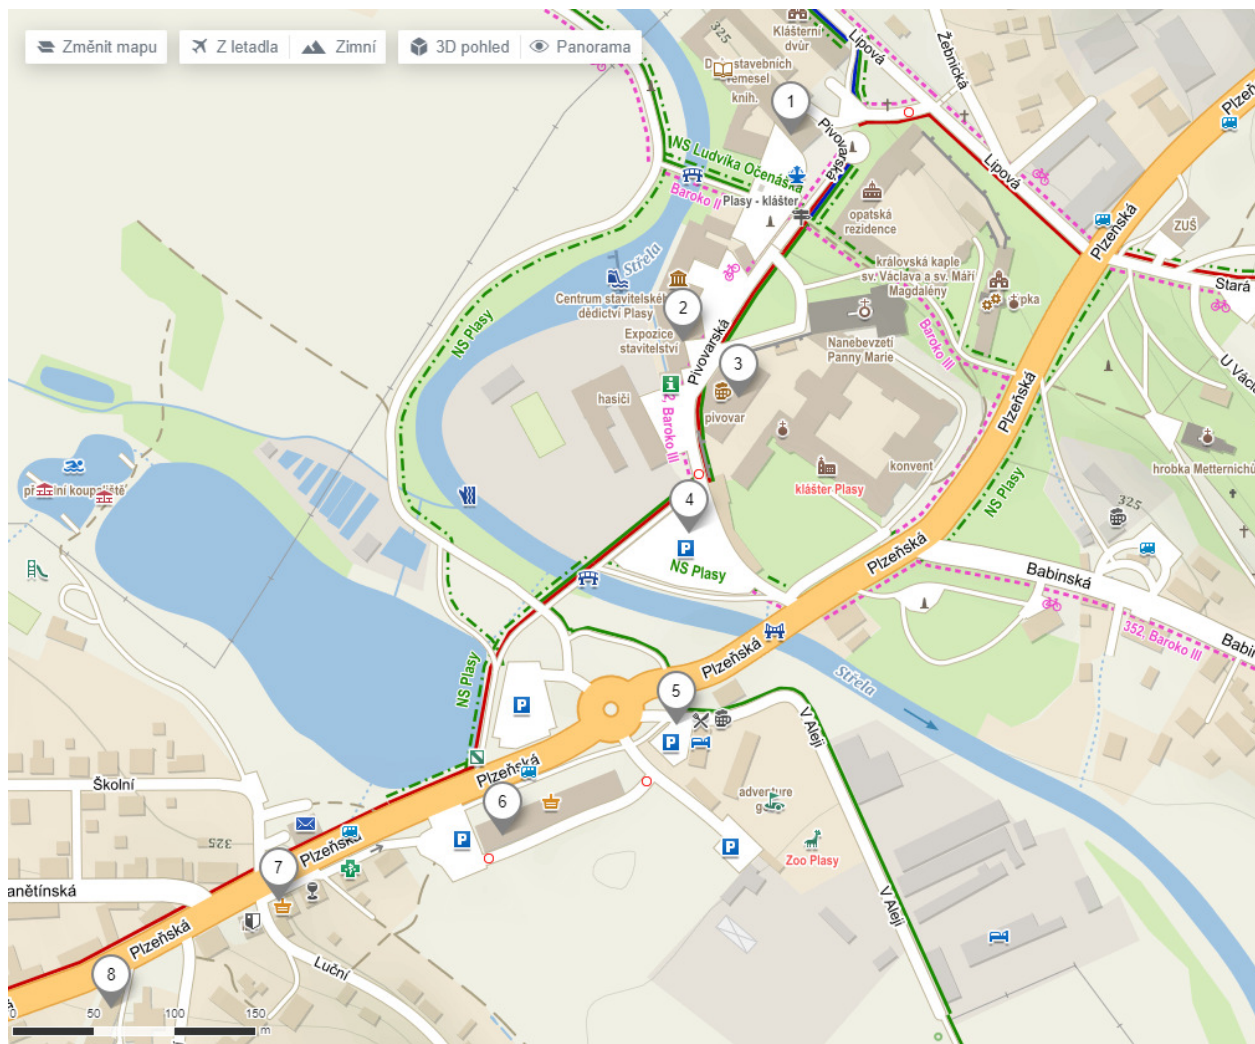 Změnit mapu
Z letadla
Zimní
3D pohled
Panorama
325
Klášterní
dvůr
Lipová
Žebnická
stavebních
řemesel
knih.
1
Pivovarská
NS Ludvíka Očenáška
Baroko II
Plasy - klášter
opatská
rezidence
Lipová
Plzeňská
ZUŠ
Stará
Střela
královská kaple
sv. Václava a sv. Máří
Magdalény
Centrum stavitelského
dědictví Plasy
2
Expozice
stavitelství
Pivovarská
Nanebevzetí
Panny Marie
Baroko III
NS Plasy
3
hasiči
pivovar
Baroko III
konvent
klášter Plasy
Plzeňská
NS Plasy
hrobka Metternichů
325
4
NS Plasy
Plzeňská
Babinská
352, Baroko III
Plzeňská
Střela
NS Plasy
5
V Aleji
Plzeňská
6
adventure
Zoo Plasy
Školní
325
Plzeňská
7
V Aleji
Plzeňská
Luční
8
0
50
100
150
m